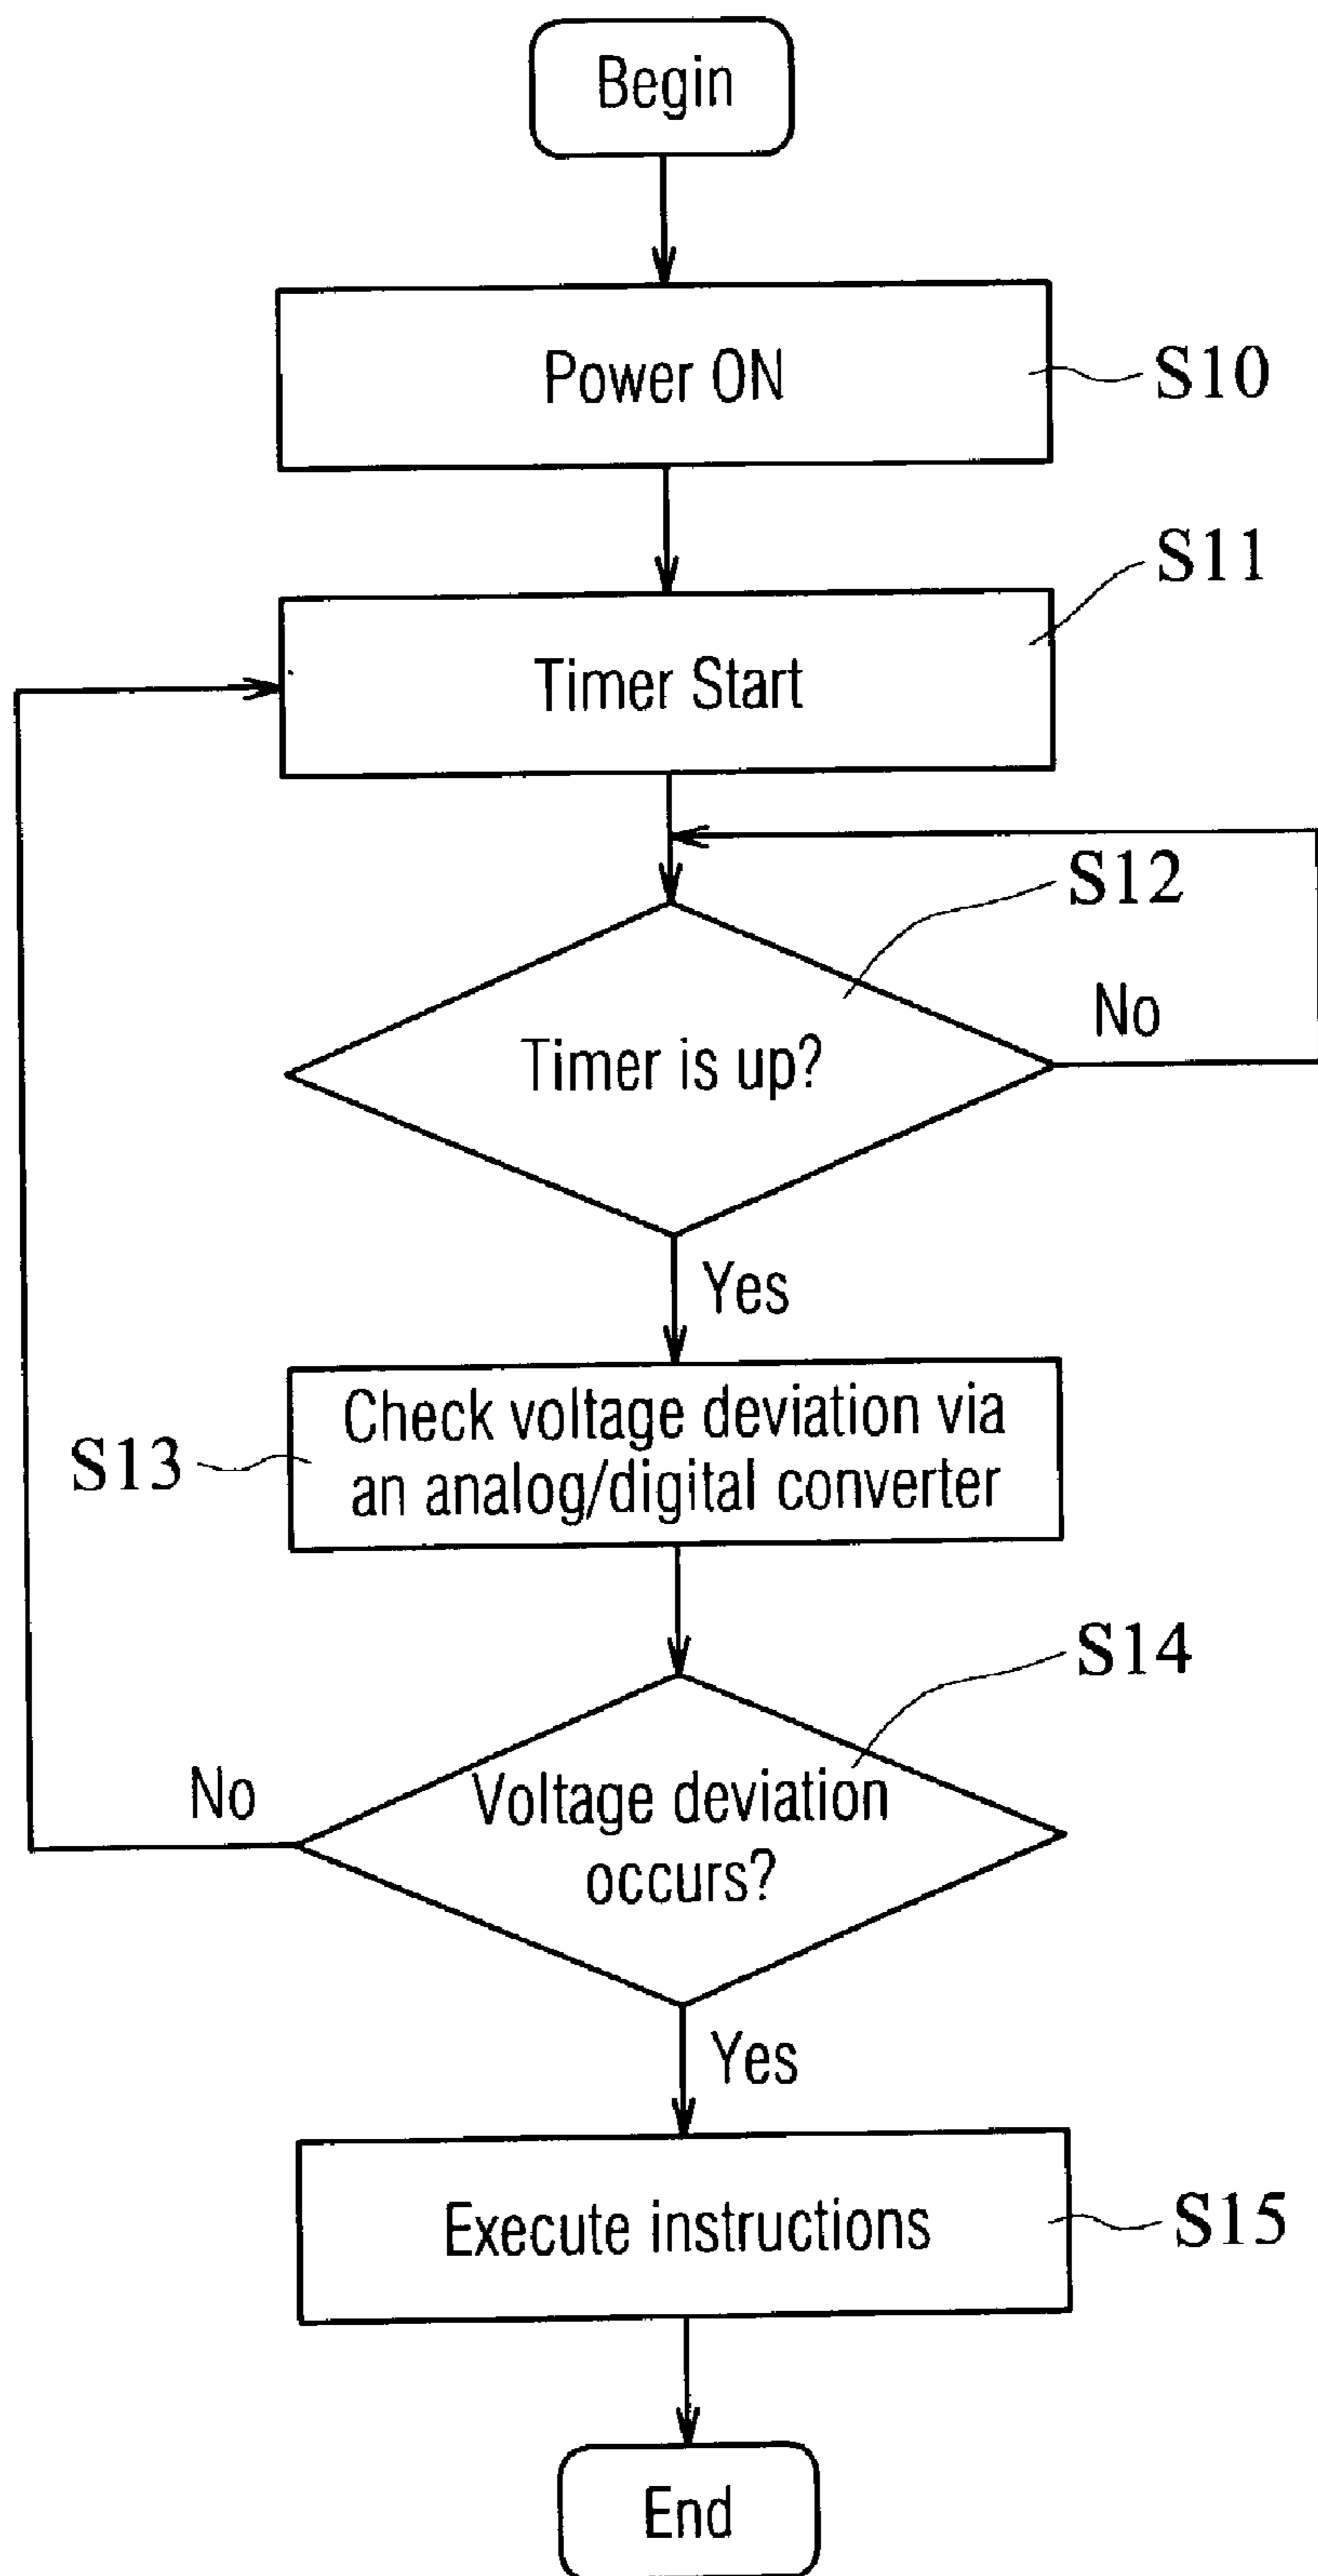 Begin
Power ON
S10
S11
Timer Start
S12
No
Timer is up?
Yes
Check voltage deviation via
an analog/digital converter
S13
S14
No
Voltage deviation
occurs?
Yes
Execute instructions
S15
End